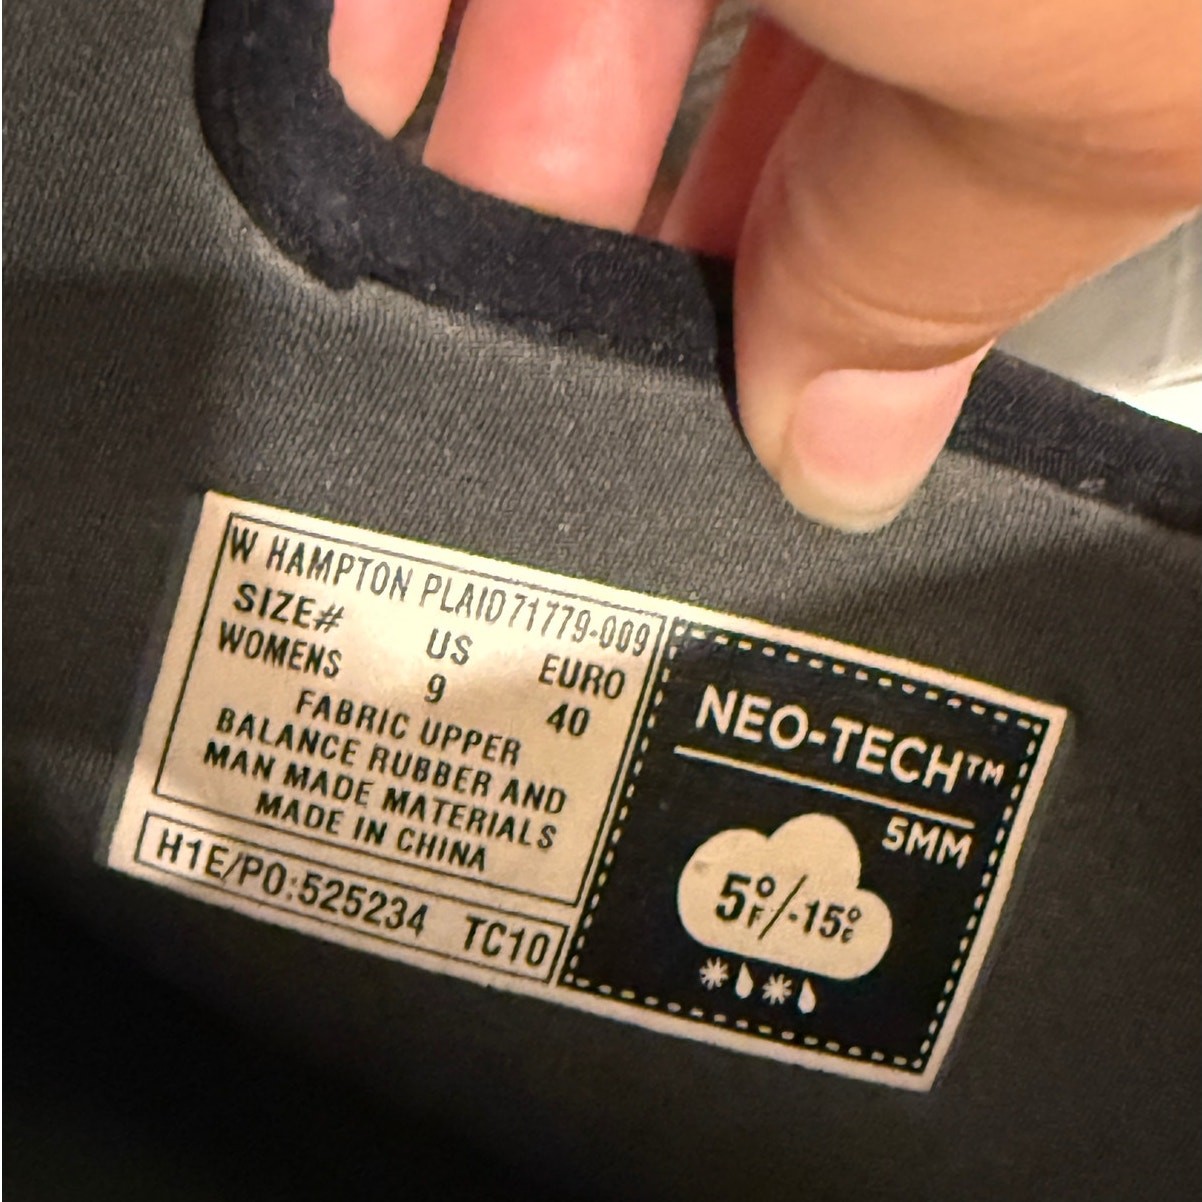 W HAMPTON PLAID 71779-009
SIZE# US EURO
WOMENS 9 40
FABRIC UPPER
BALANCE RUBBER AND
MAN MADE MATERIALS
MADE IN CHINA
H1E/PO:525234 TC10
NEO-TECH™
5MM
5°F/-15°C